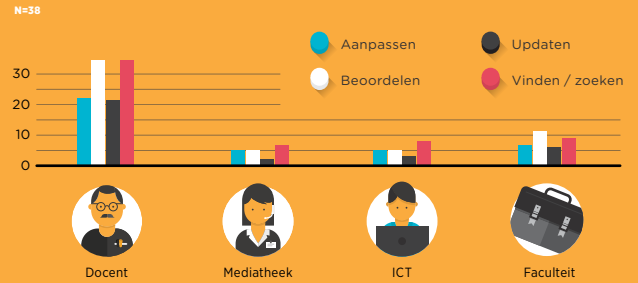 N=38
Aanpassen
Updaten
Beoordelen
Vinden / zoeken
30
20
10
0
Docent
Mediatheek
ICT
Faculteit